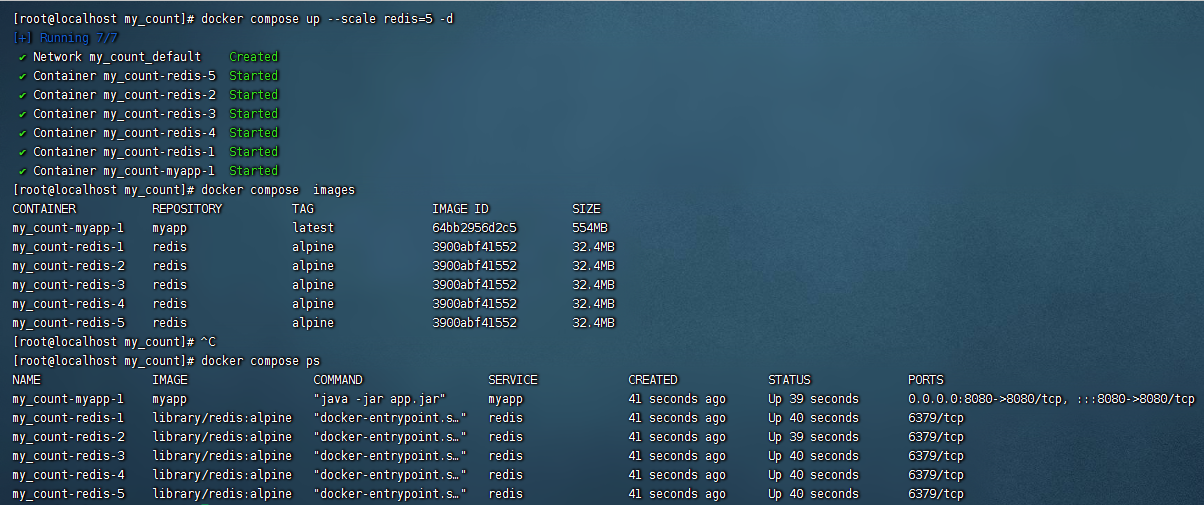 [root@localhost my_count]# docker compose up --scale redis=5 -d
[+] Running 7/7
✔ Network my_count_default    Created
✔ Container my_count-redis-5  Started
✔ Container my_count-redis-2  Started
✔ Container my_count-redis-3  Started
✔ Container my_count-redis-4  Started
✔ Container my_count-redis-1  Started
✔ Container my_count-myapp-1  Started
[root@localhost my_count]# docker compose  images
CONTAINER           REPOSITORY          TAG                 IMAGE ID            SIZE
my_count-myapp-1    myapp               latest              64bb2956d2c5        554MB
my_count-redis-1    redis               alpine              3900abf41552        32.4MB
my_count-redis-2    redis               alpine              3900abf41552        32.4MB
my_count-redis-3    redis               alpine              3900abf41552        32.4MB
my_count-redis-4    redis               alpine              3900abf41552        32.4MB
my_count-redis-5    redis               alpine              3900abf41552        32.4MB
[root@localhost my_count]# ^C
[root@localhost my_count]# docker compose ps
NAME                IMAGE                  COMMAND                  SERVICE             CREATED             STATUS              PORTS
my_count-myapp-1    myapp                  "java -jar app.jar"      myapp               41 seconds ago      Up 39 seconds       0.0.0.0:8080->8080/tcp, :::8080->8080/tcp
my_count-redis-1    library/redis:alpine   "docker-entrypoint.s…"   redis               41 seconds ago      Up 40 seconds       6379/tcp
my_count-redis-2    library/redis:alpine   "docker-entrypoint.s…"   redis               41 seconds ago      Up 39 seconds       6379/tcp
my_count-redis-3    library/redis:alpine   "docker-entrypoint.s…"   redis               41 seconds ago      Up 40 seconds       6379/tcp
my_count-redis-4    library/redis:alpine   "docker-entrypoint.s…"   redis               41 seconds ago      Up 40 seconds       6379/tcp
my_count-redis-5    library/redis:alpine   "docker-entrypoint.s…"   redis               41 seconds ago      Up 40 seconds       6379/tcp